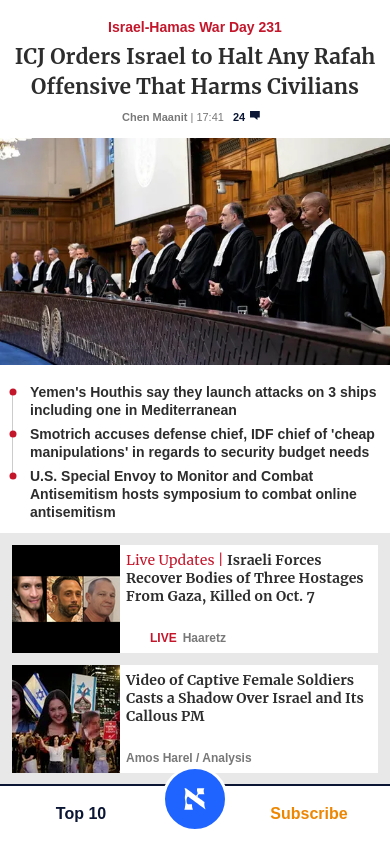 Israel-Hamas War Day 231
ICJ Orders Israel to Halt Any Rafah
Offensive That Harms Civilians
Chen Maanit | 17:41 24
Yemen's Houthis say they launch attacks on 3 ships
including one in Mediterranean
Smotrich accuses defense chief, IDF chief of 'cheap
manipulations' in regards to security budget needs
U.S. Special Envoy to Monitor and Combat
Antisemitism hosts symposium to combat online
antisemitism
Live Updates | Israeli Forces
Recover Bodies of Three Hostages
From Gaza, Killed on Oct. 7
LIVE Haaretz
Video of Captive Female Soldiers
Casts a Shadow Over Israel and Its
Callous PM
Amos Harel / Analysis
Top 10
Subscribe